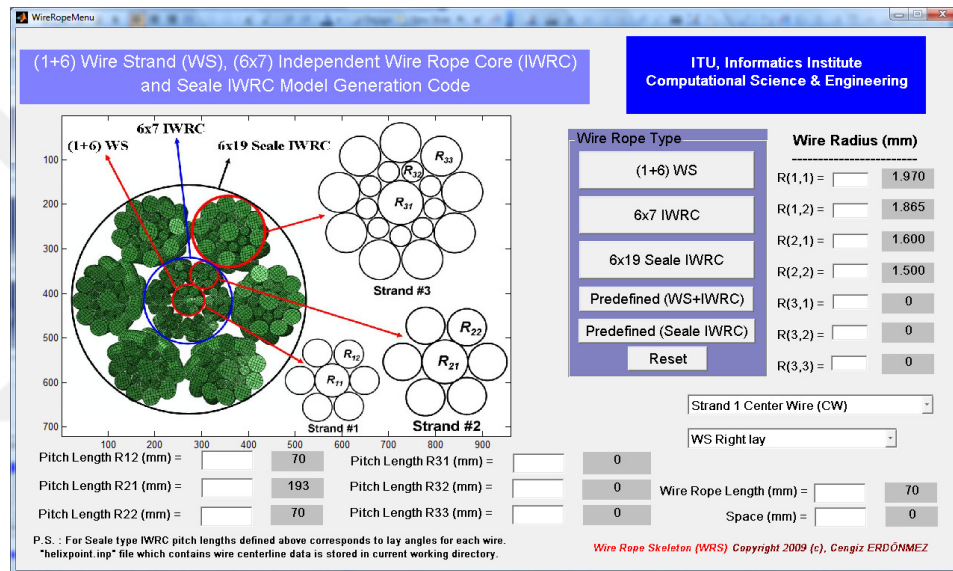 WireRopeMenu
(1+6) Wire Strand (WS), (6x7) Independent Wire Rope Core (IWRC)
and Seale IWRC Model Generation Code
ITU, Informatics Institute
Computational Science & Engineering
6x7 IWRC
(1+6) WS
6x19 Seale IWRC
R33
R32
R31
Strand #3
R22
R21
Strand #2
R12
R11
Strand #1
100
200
300
400
500
600
700
100 200 300 400 500 600 700 800 900
Wire Rope Type
(1+6) WS
6x7 IWRC
6x19 Seale IWRC
Predefined (WS+IWRC)
Predefined (Seale IWRC)
Reset
Wire Radius (mm)
-------------------------
R(1,1) = 1.970
R(1,2) = 1.865
R(2,1) = 1.600
R(2,2) = 1.500
R(3,1) = 0
R(3,2) = 0
R(3,3) = 0
Strand 1 Center Wire (CW)
WS Right lay
Pitch Length R12 (mm) = 70
Pitch Length R21 (mm) = 193
Pitch Length R22 (mm) = 70
Pitch Length R31 (mm) = 0
Pitch Length R32 (mm) = 0
Pitch Length R33 (mm) = 0
Wire Rope Length (mm) = 70
Space (mm) = 0
P.S. : For Seale type IWRC pitch lengths defined above corresponds to lay angles for each wire.
"helixpoint.inp" file which contains wire centerline data is stored in current working directory.
Wire Rope Skeleton (WRS) Copyright 2009 (c), Cengiz ERDÖNMEZ